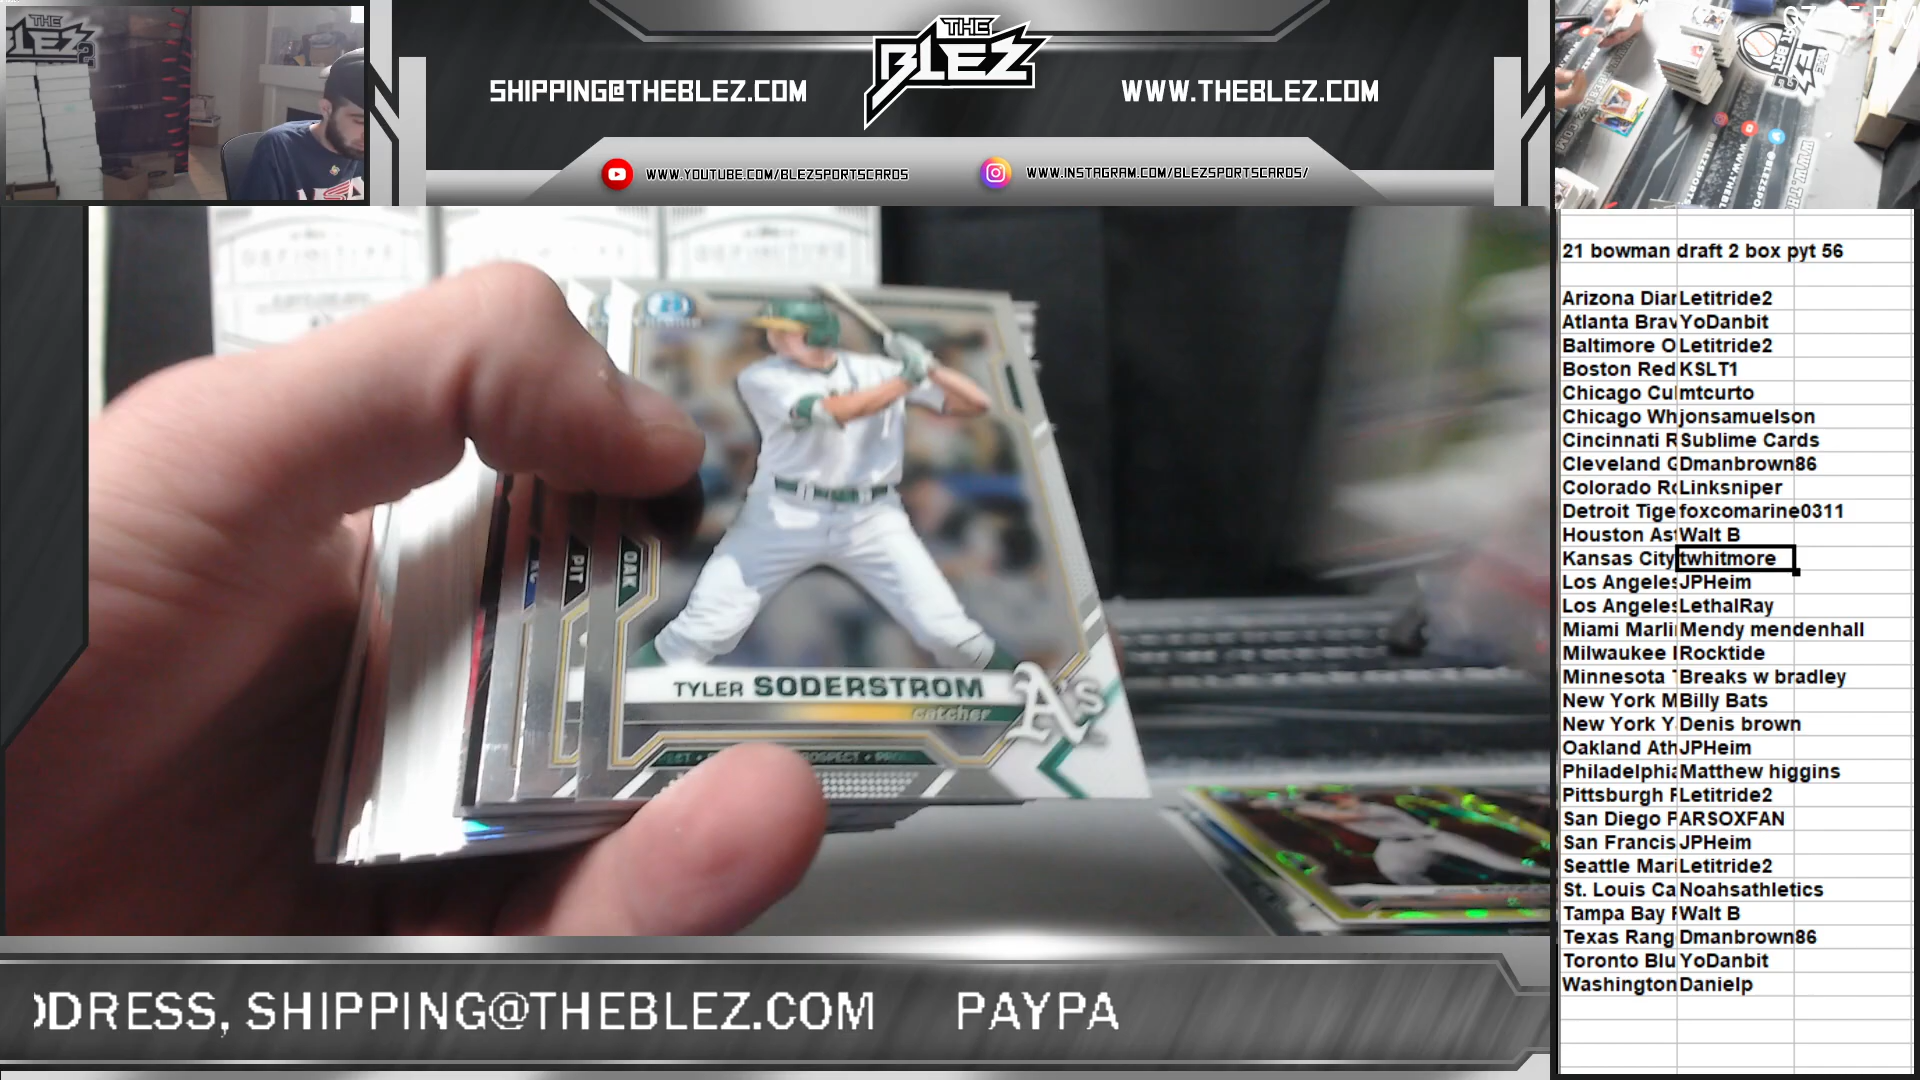 THE
BLEZ
SHIPPING@THEBLEZ.COM
WWW.THEBLEZ.COM
WWW.YOUTUBE.COM/BLEZSPORTSCARDS
WWW.INSTAGRAM.COM/BLEZSPORTSCARDS/
DEFINITIVE
PIT
OAK
TYLER SODERSTROM
catcher
A's
21 bowman draft 2 box pyt 56
Arizona Diar Letitride2
Atlanta Brav YoDanbit
Baltimore O Letitride2
Boston Red KSLT1
Chicago Cu mtcurto
Chicago Wh jonsamuelson
Cincinnati R Sublime Cards
Cleveland G Dmanbrown86
Colorado Ro Linksniper
Detroit Tige foxcomarine0311
Houston Ast Walt B
Kansas City twhitmore
Los Angeles JPHeim
Los Angeles LethalRay
Miami Marli Mendy mendenhall
Milwaukee Rocktide
Minnesota Breaks w bradley
New York M Billy Bats
New York Y Denis brown
Oakland Ath JPHeim
Philadelphia Matthew higgins
Pittsburgh P Letitride2
San Diego P ARSOXFAN
San Francis JPHeim
Seattle Mari Letitride2
St. Louis Ca Noahsathletics
Tampa Bay Walt B
Texas Rang Dmanbrown86
Toronto Blu YoDanbit
Washington Danielp
DDRESS, SHIPPING@THEBLEZ.COM PAYPA